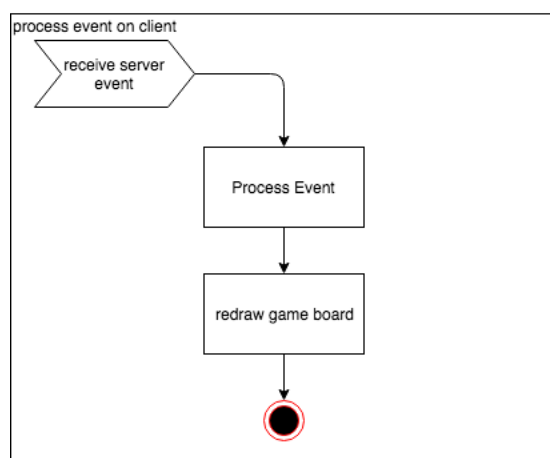 process event on client
receive server
event
Process Event
redraw game board